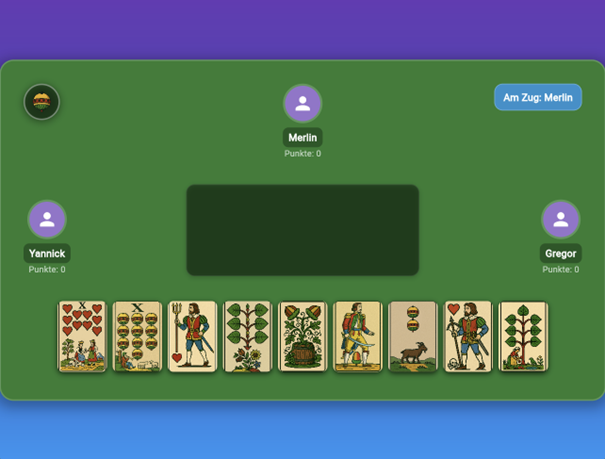 Am Zug: Merlin
Merlin
Punkte: 0
Yannick
Punkte: 0
Gregor
Punkte: 0
X
X